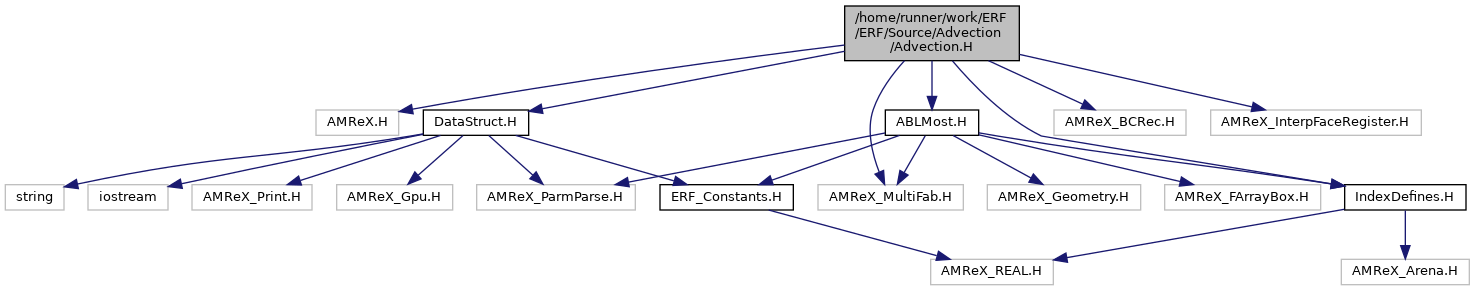 /home/runner/work/ERF
/ERF/Source/Advection
/Advection.H
AMReX.H
DataStruct.H
ABLMost.H
AMReX_BCRec.H
AMReX_InterpFaceRegister.H
string
iostream
AMReX_Print.H
AMReX_Gpu.H
AMReX_ParmParse.H
ERF_Constants.H
AMReX_MultiFab.H
AMReX_Geometry.H
AMReX_FArrayBox.H
IndexDefines.H
AMReX_REAL.H
AMReX_Arena.H